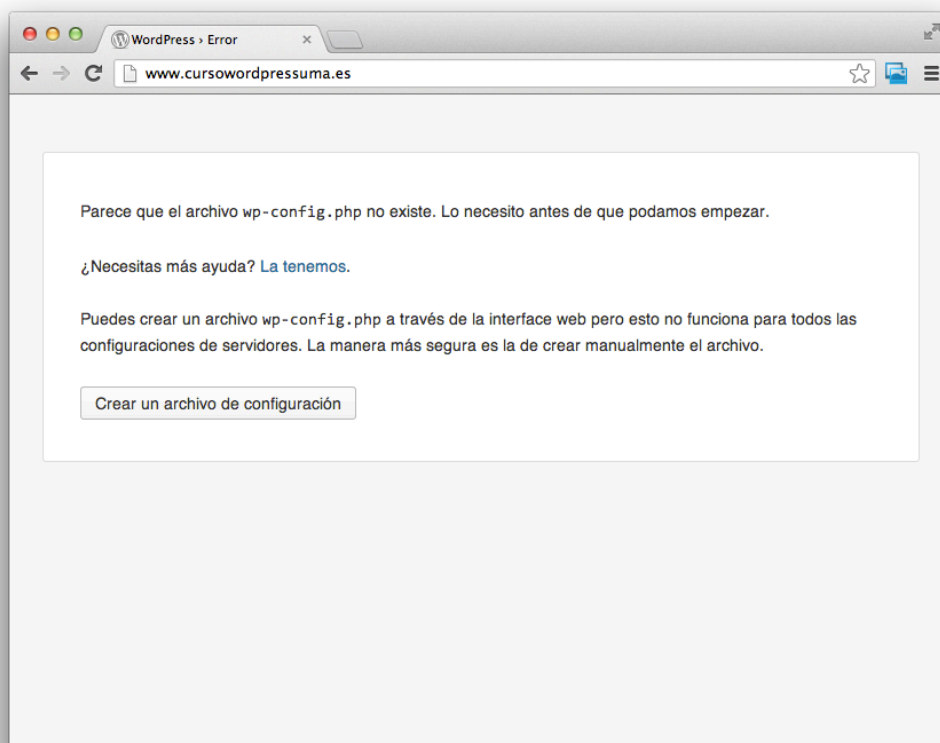 WordPress › Error
www.cursowordpressuma.es
Parece que el archivo wp-config.php no existe. Lo necesito antes de que podamos empezar.
¿Necesitas más ayuda? La tenemos.
Puedes crear un archivo wp-config.php a través de la interface web pero esto no funciona para todos las
configuraciones de servidores. La manera más segura es la de crear manualmente el archivo.
Crear un archivo de configuración